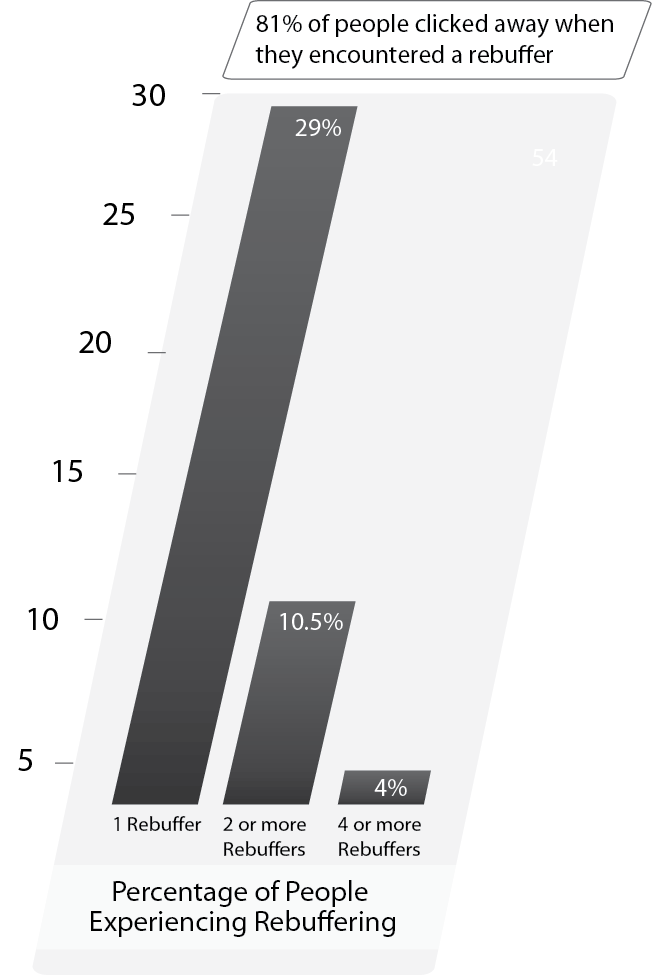 81% of people clicked away when
they encountered a rebuffer
30
29%
54
25
20
15
10
10.5%
5
4%
1 Rebuffer
2 or more
Rebuffers
4 or more
Rebuffers
Percentage of People
Experiencing Rebuffering